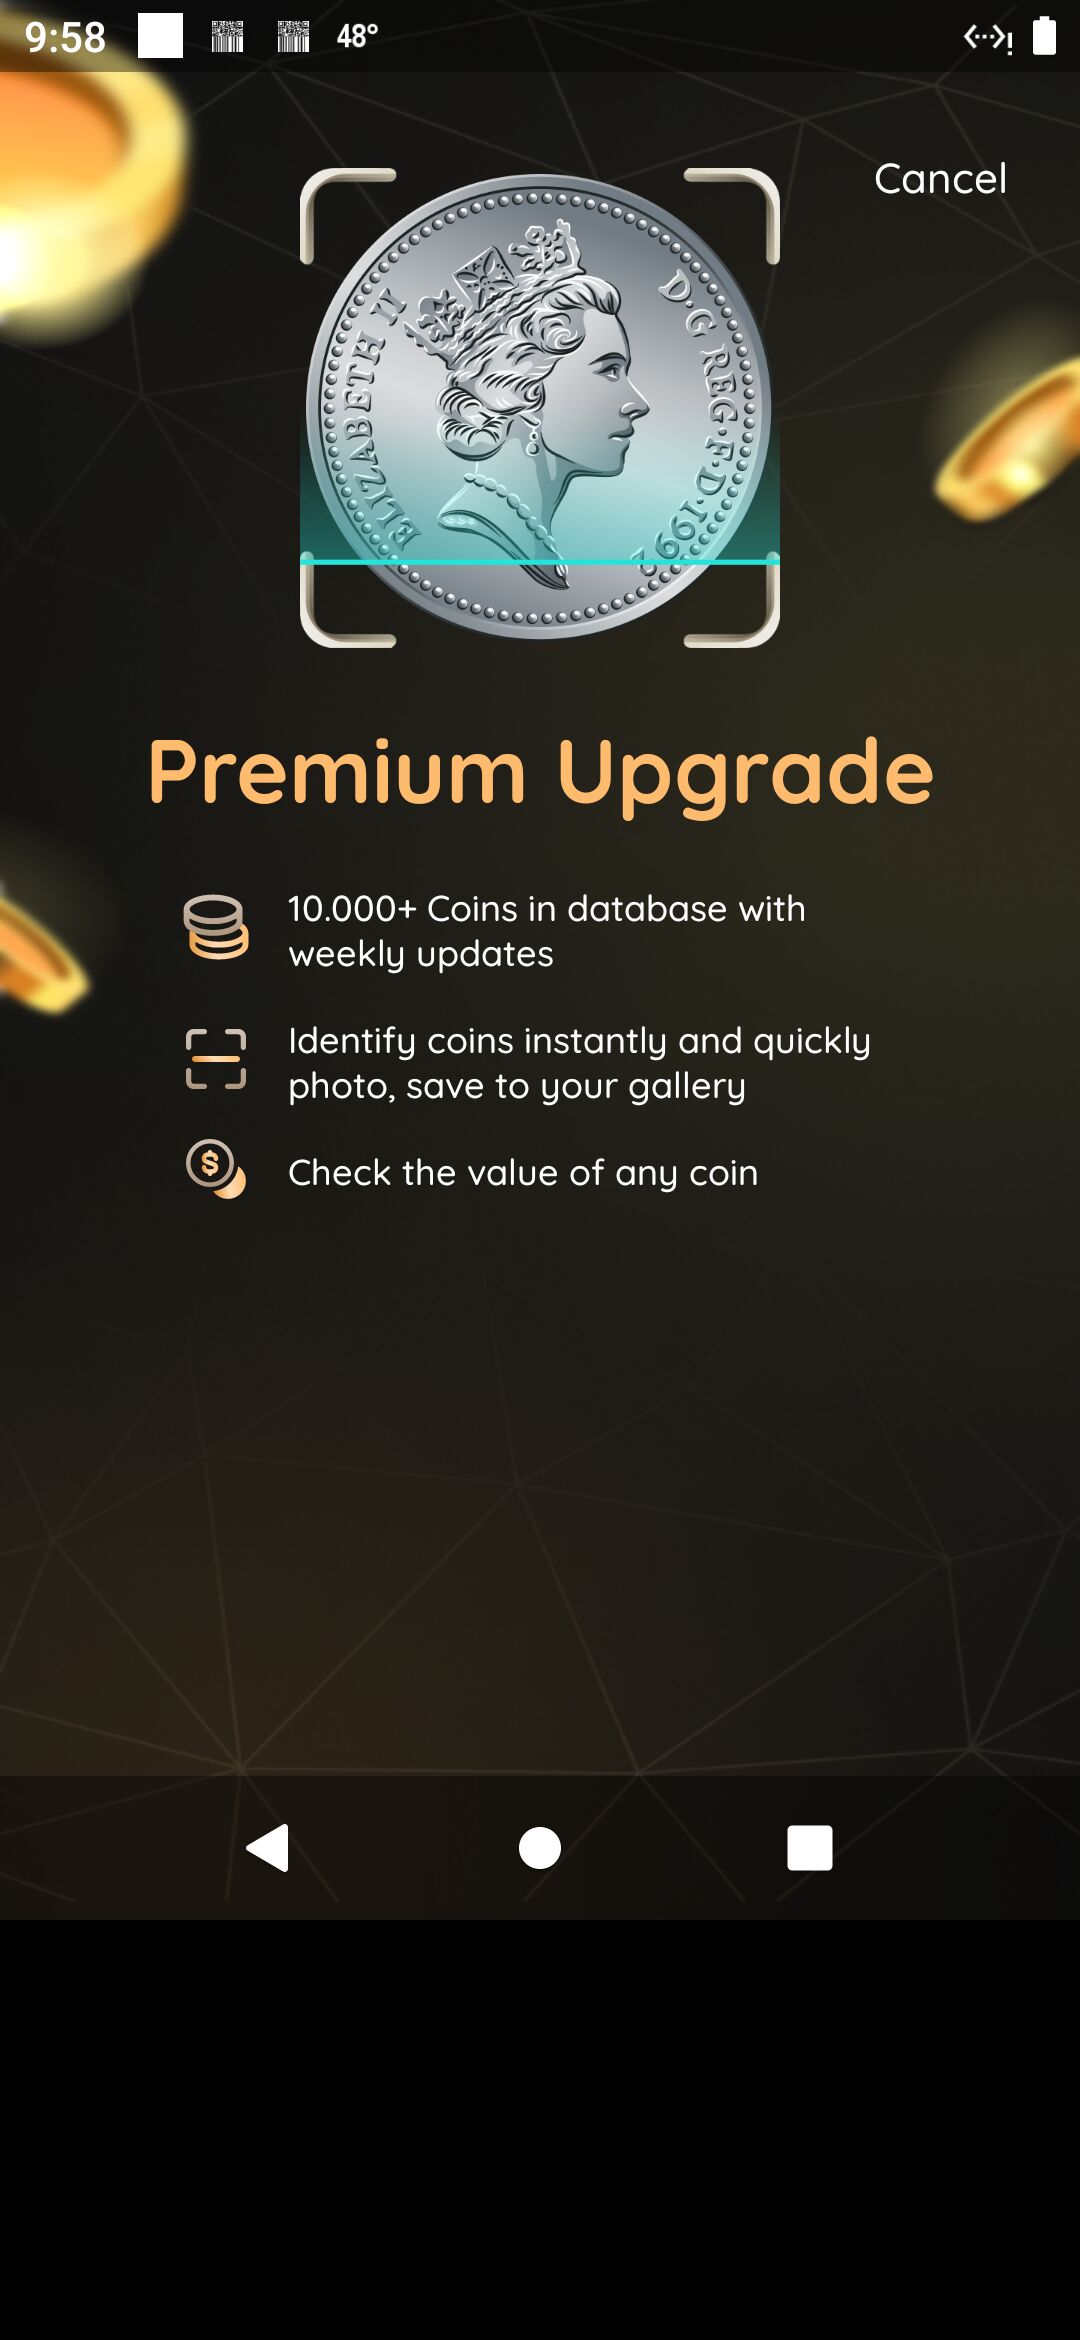 9:58
48°
Cancel
ELIZABETH II D·G REG·F·D·1992
Premium Upgrade
10.000+ Coins in database with
weekly updates
Identify coins instantly and quickly
photo, save to your gallery
$
Check the value of any coin